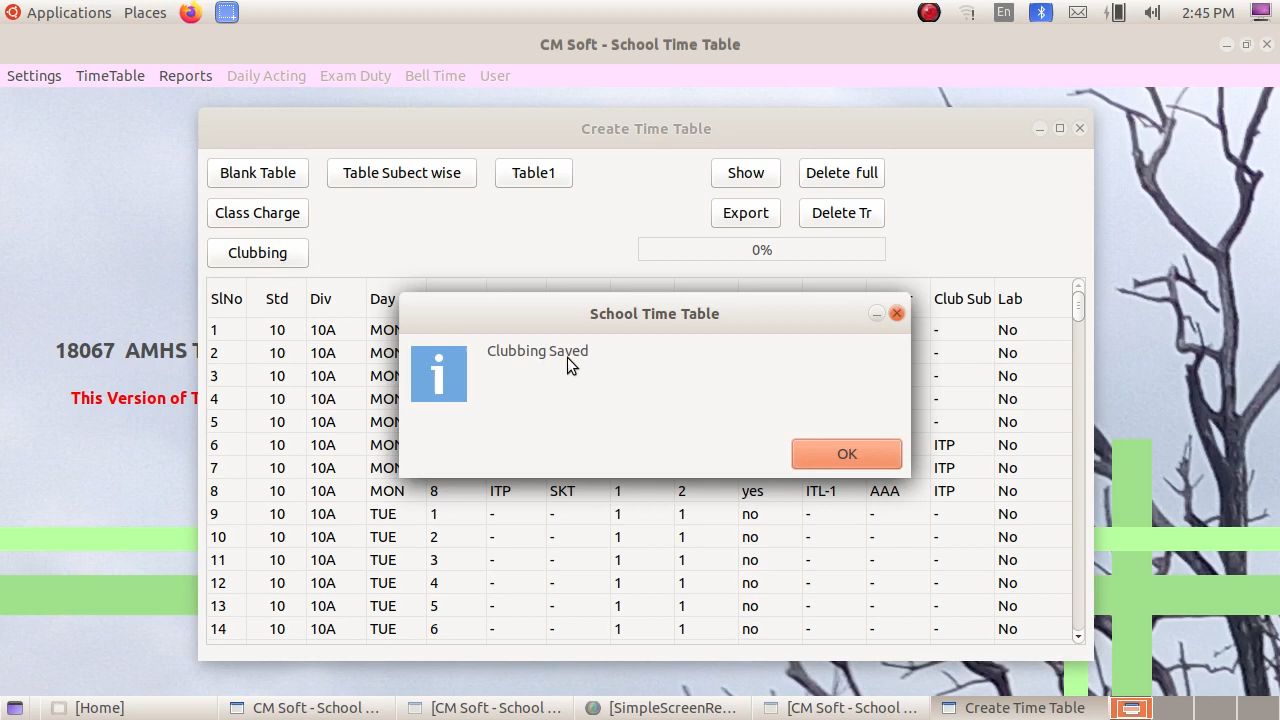 Applications Places En 2:45 PM
CM Soft - School Time Table
Settings TimeTable Reports Daily Acting Exam Duty Bell Time User
Create Time Table
Blank Table Table Subect wise Table1 Show Delete full
Class Charge Export Delete Tr
Clubbing 0%
SlNo Std Div Day Club Sub Lab
School Time Table
Clubbing Saved
OK
18067 AMHS T
This Version of T
1 10 10A MON - No
2 10 10A MON - No
3 10 10A MON - No
4 10 10A MON - No
5 10 10A MON - No
6 10 10A MON ITP No
7 10 10A MON ITP No
8 10 10A MON 8 ITP SKT 1 2 yes ITL-1 AAA ITP No
9 10 10A TUE 1 - - 1 1 no - - - No
10 10 10A TUE 2 - - 1 1 no - - - No
11 10 10A TUE 3 - - 1 1 no - - - No
12 10 10A TUE 4 - - 1 1 no - - - No
13 10 10A TUE 5 - - 1 1 no - - - No
14 10 10A TUE 6 - - 1 1 no - - - No
[Home] CM Soft - School ... [CM Soft - School ... [SimpleScreenRe... [CM Soft - School ... Create Time Table